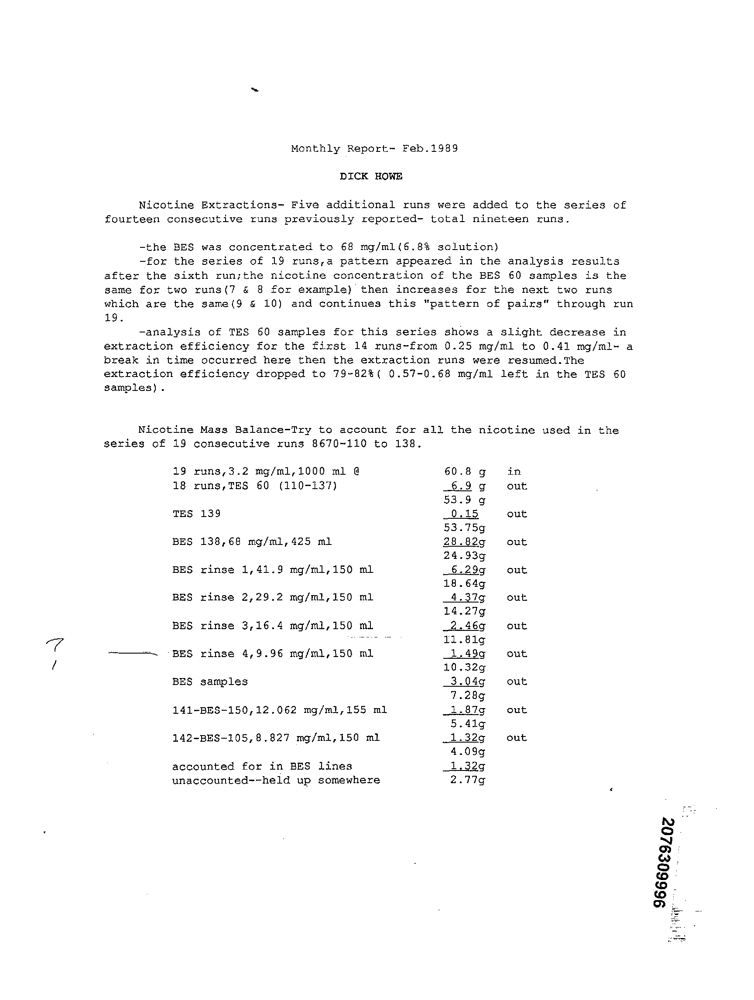 Monthly Report- Feb.1989
DICK HOWE
Nicotine Extractions- Five additional runs were added to the series of
fourteen consecutive runs previously reported- total nineteen runs.
-the BES was concentrated to 68 mg/ml(6.8% solution)
-for the series of 19 runs,a pattern appeared in the analysis results
after the sixth run;the nicotine concentration of the BES 60 samples is the
same for two runs(7 & 8 for example) then increases for the next two runs
which are the same(9 & 10) and continues this "pattern of pairs" through run
19.
-analysis of TES 60 samples for this series shows a slight decrease in
extraction efficiency for the first 14 runs-from 0.25 mg/ml to 0.41 mg/ml- a
break in time occurred here then the extraction runs were resumed.The
extraction efficiency dropped to 79-82%( 0.57-0.68 mg/ml left in the TES 60
samples).
Nicotine Mass Balance-Try to account for all the nicotine used in the
series of 19 consecutive runs 8670-110 to 138.
19 runs,3.2 mg/ml,1000 ml @ 60.8 g in
18 runs,TES 60 (110-137) 6.9 g out
53.9 g
TES 139 0.15 out
53.75g
BES 138,68 mg/ml,425 ml 28.82g out
24.93g
BES rinse 1,41.9 mg/ml,150 ml 6.29g out
18.64g
BES rinse 2,29.2 mg/ml,150 ml 4.37g out
14.27g
BES rinse 3,16.4 mg/ml,150 ml 2.46g out
11.81g
? BES rinse 4,9.96 mg/ml,150 ml 1.49g out
10.32g
BES samples 3.04g out
7.28g
141-BES-150,12.062 mg/ml,155 ml 1.87g out
5.41g
142-BES-105,8.827 mg/ml,150 ml 1.32g out
4.09g
accounted for in BES lines 1.32g
unaccounted--held up somewhere 2.77g
2076309996